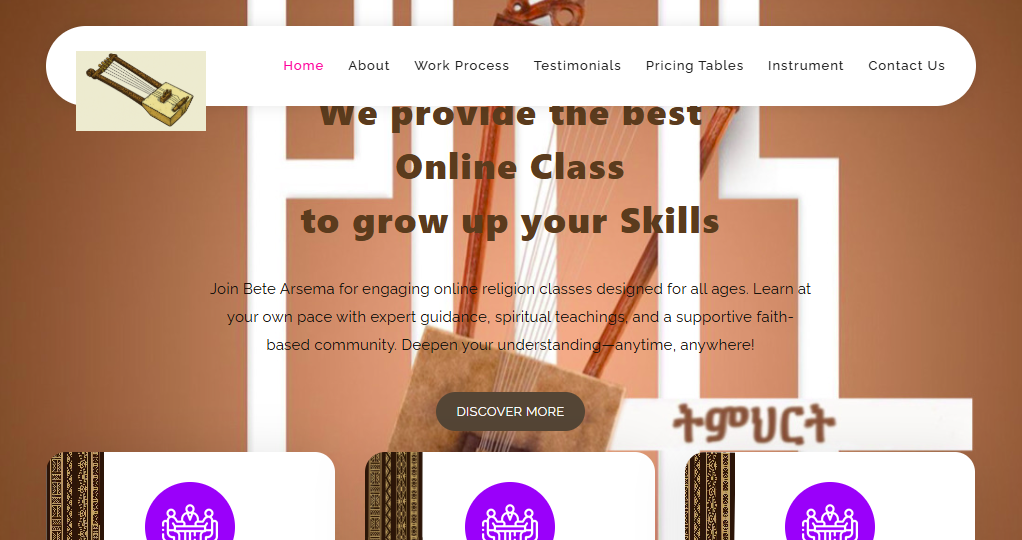 Home About Work Process Testimonials Pricing Tables Instrument Contact Us
We provide the best
Online Class
to grow up your Skills
Join Bete Arsema for engaging online religion classes designed for all ages. Learn at
your own pace with expert guidance, spiritual teachings, and a supportive faith-
based community. Deepen your understanding—anytime, anywhere!
DISCOVER MORE
ትምህርት